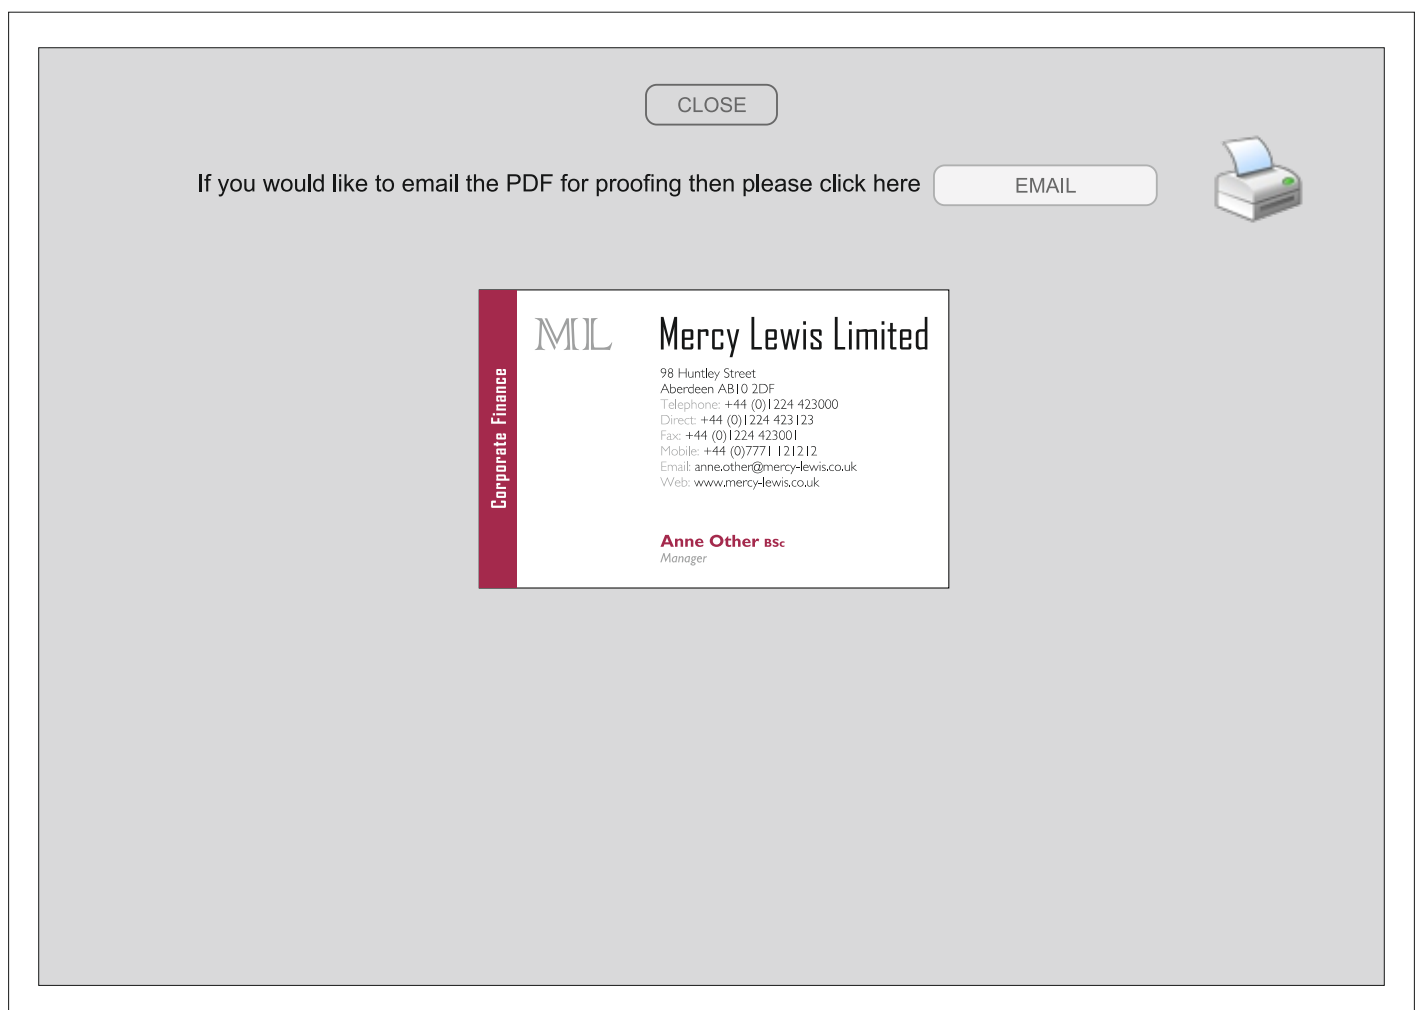 CLOSE
If you would like to email the PDF for proofing then please click here
EMAIL
Corporate Finance
ML
Mercy Lewis Limited
98 Huntley Street
Aberdeen AB10 2DF
Telephone: +44 (0)1224 423000
Direct: +44 (0)1224 423123
Fax: +44 (0)1224 423001
Mobile: +44 (0)7771 121212
Email: anne.other@mercy-lewis.co.uk
Web: www.mercy-lewis.co.uk
Anne Other BSc
Manager